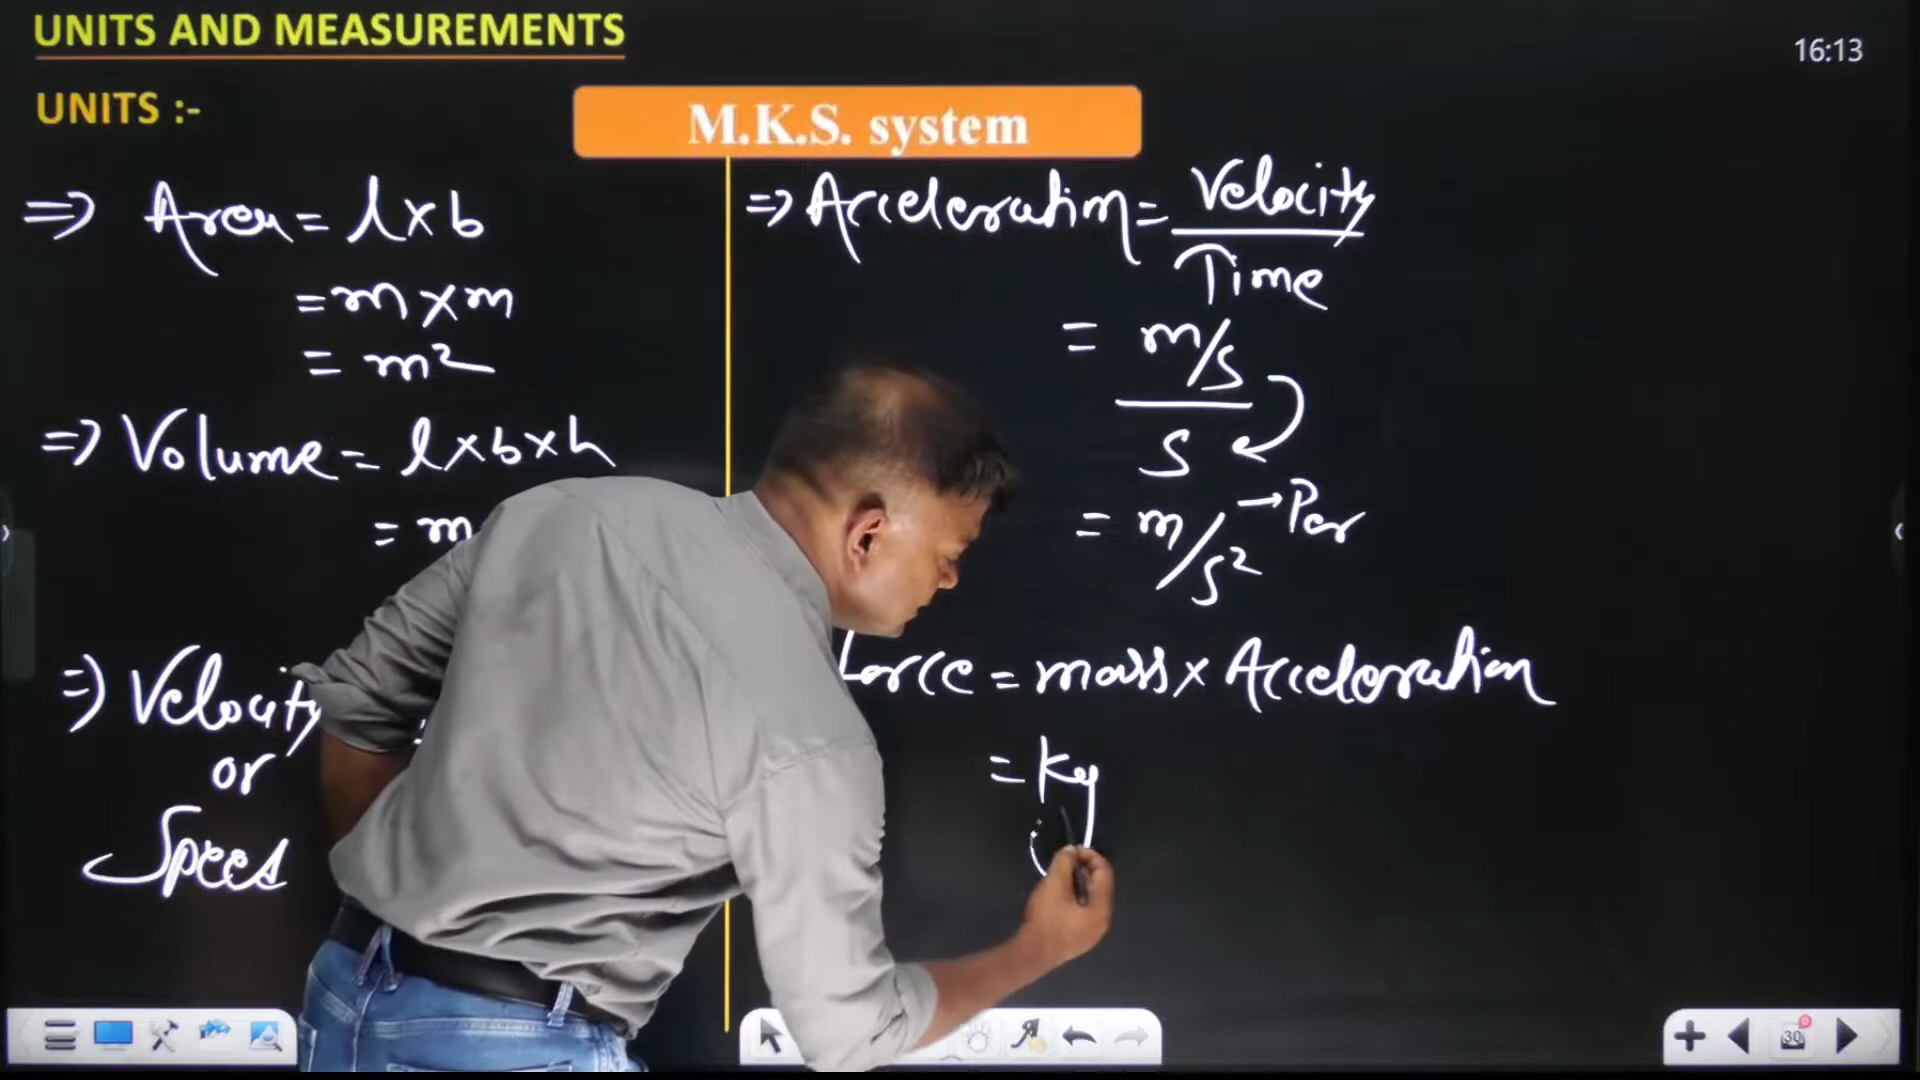 UNITS AND MEASUREMENTS
16:13
UNITS :-
M.K.S. system
⇒ Area = l×b
= m×m
= m²
⇒ Volume = l×b×h
= m
⇒ Velocity
or
Speed
⇒ Acceleration = Velocity
Time
= m/s
s
= m/s² → Per
Force = mass × Acceleration
= Kg
30